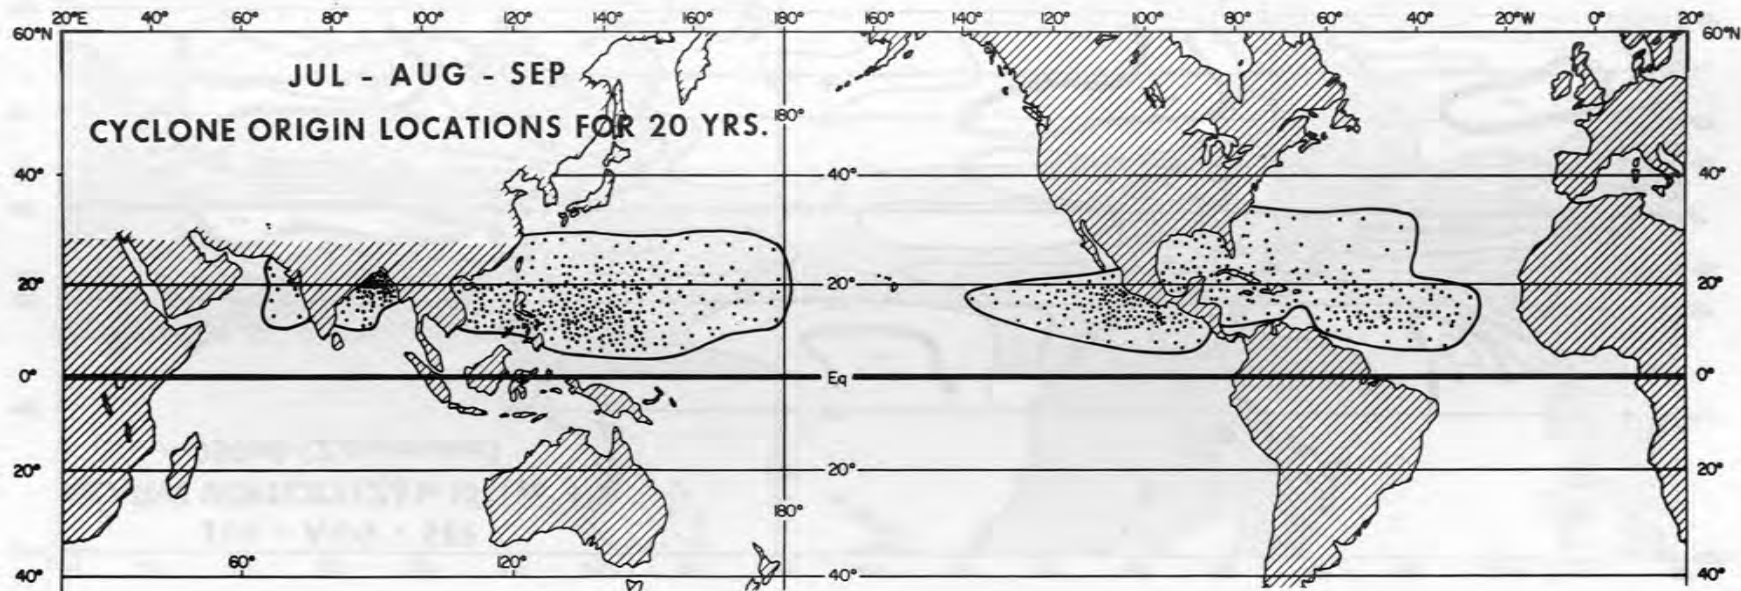 20°E 40° 60° 80° 100° 120° 140° 160° 180° 160° 140° 120° 100° 80° 60° 40° 20°W 0° 20°
60°N 60°N
JUL - AUG - SEP
CYCLONE ORIGIN LOCATIONS FOR 20 YRS.
180°
40° 40° 40°
20° 20° 20°
0° Eq 0°
20° 20° 20°
180°
60° 120°
40° 40° 40°